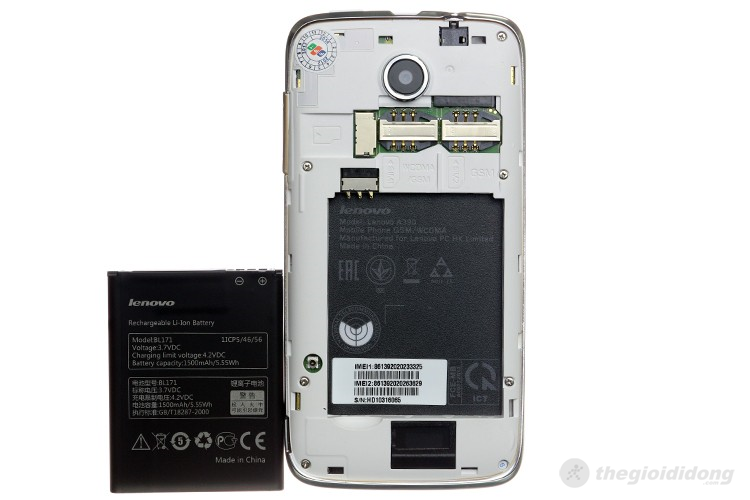 lenovo
Rechargeable Li-Ion Battery
Model:BL171 1ICP5/46/56
Voltage:3.7VDC
Charging limit voltage:4.2VDC
Battery capacity:1500mAh/5.55Wh
电池型号:BL171 锂离子电池
标称电压:3.7VDC
充电限制电压:4.2VDC
电池容量:1500mAh/5.55Wh
执行标准:GB/T18287-2000
警告
Made in China
WCDMA
GSM
GSM
lenovo
Model: Lenovo A390
Mobile Phone GSM/WCDMA
Manufactured for Lenovo PC HK Limited
Made in China
EAC
IMEI1:861392020233325
IMEI2:861392020263629
S/N:HC10316065
ICT
thegioididong